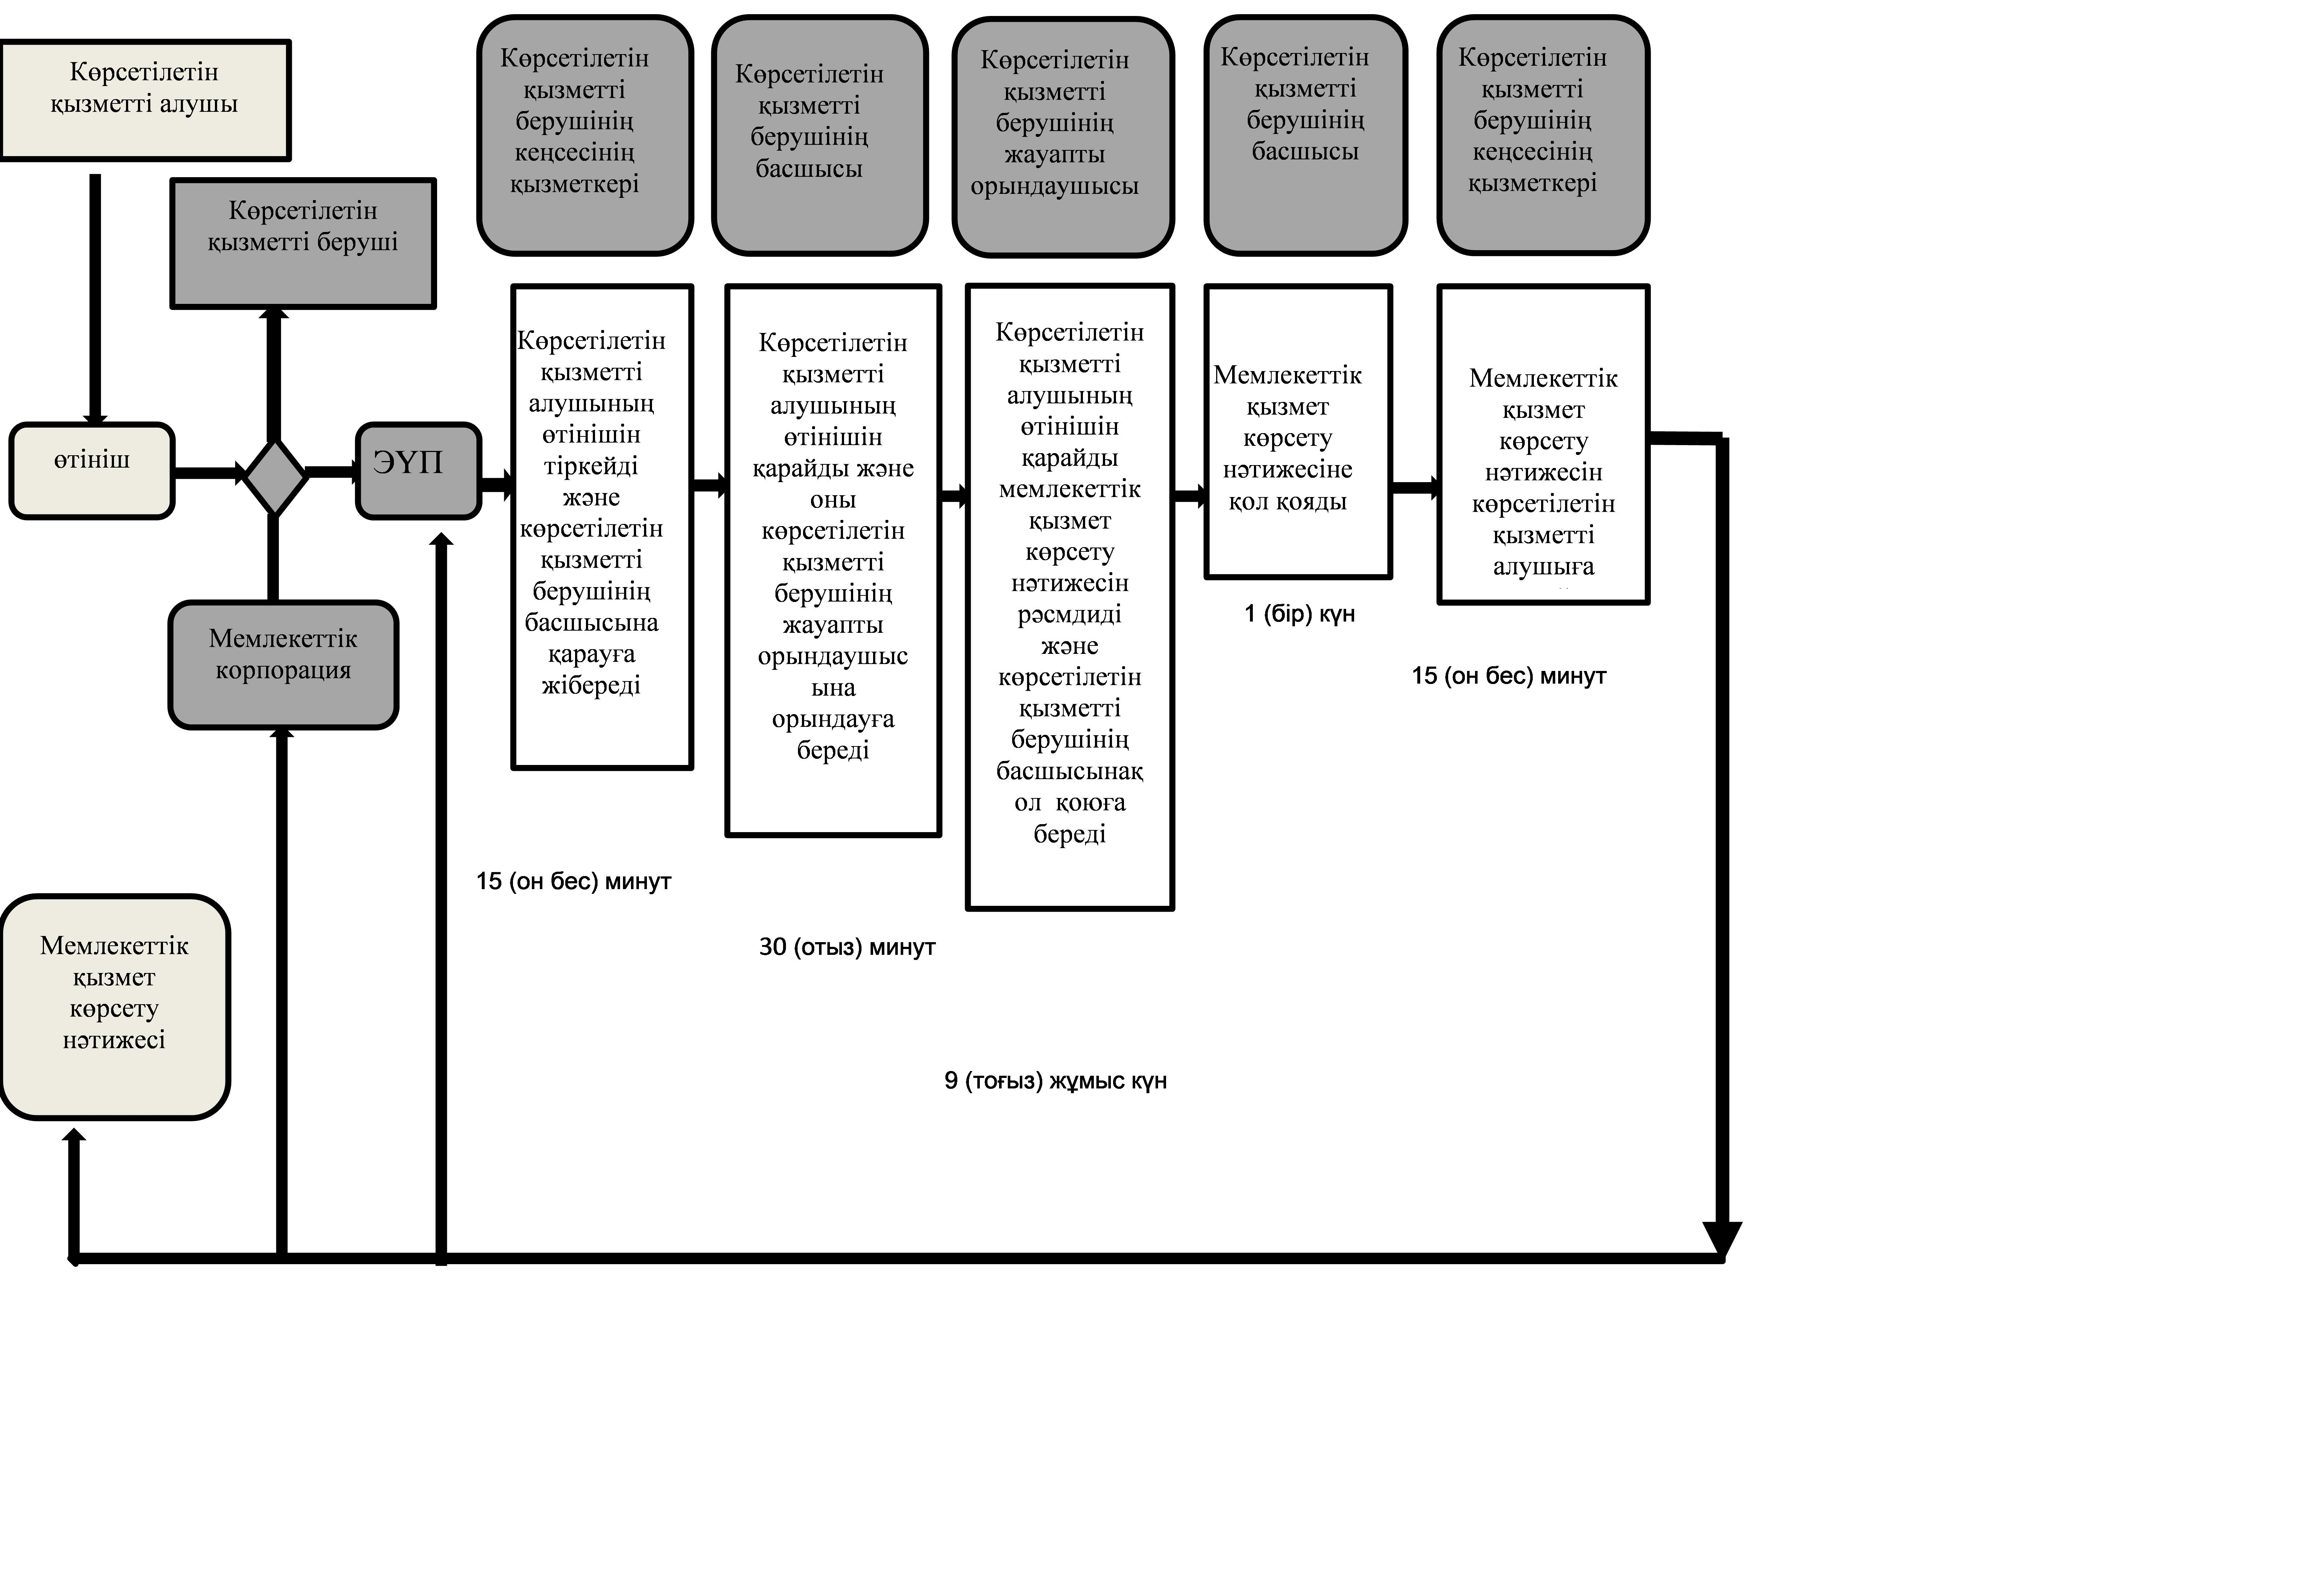 Көрсетілетін
қызметті алушы
Көрсетілетін
қызметті беруші
өтініш
ЭҮП
Мемлекеттік
корпорация
Мемлекеттік
қызмет
көрсету
нәтижесі
Көрсетілетін
қызметті
берушінің
кеңсесінің
қызметкері
Көрсетілетін
қызметті
берушінің
басшысы
Көрсетілетін
қызметті
берушінің
жауапты
орындаушысы
Көрсетілетін
қызметті
берушінің
басшысы
Көрсетілетін
қызметті
берушінің
кеңсесінің
қызметкері
Көрсетілетін
қызметті
алушының
өтінішін
тіркейді
және
көрсетілетін
қызметті
берушінің
басшысына
қарауға
жібереді
Көрсетілетін
қызметті
алушының
өтінішін
қарайды және
оны
көрсетілетін
қызметті
берушінің
жауапты
орындаушыс
ына
орындауға
береді
Көрсетілетін
қызметті
алушының
өтінішін
қарайды
мемлекеттік
қызмет
көрсету
нәтижесін
рәсмдиді
және
көрсетілетін
қызметті
берушінің
басшысынақ
ол қоюға
береді
Мемлекеттік
қызмет
көрсету
нәтижесіне
қол қояды
Мемлекеттік
қызмет
көрсету
нәтижесін
көрсетілетін
қызметті
алушыға
1 (бір) күн
15 (он бес) минут
15 (он бес) минут
30 (отыз) минут
9 (тоғыз) жұмыс күн